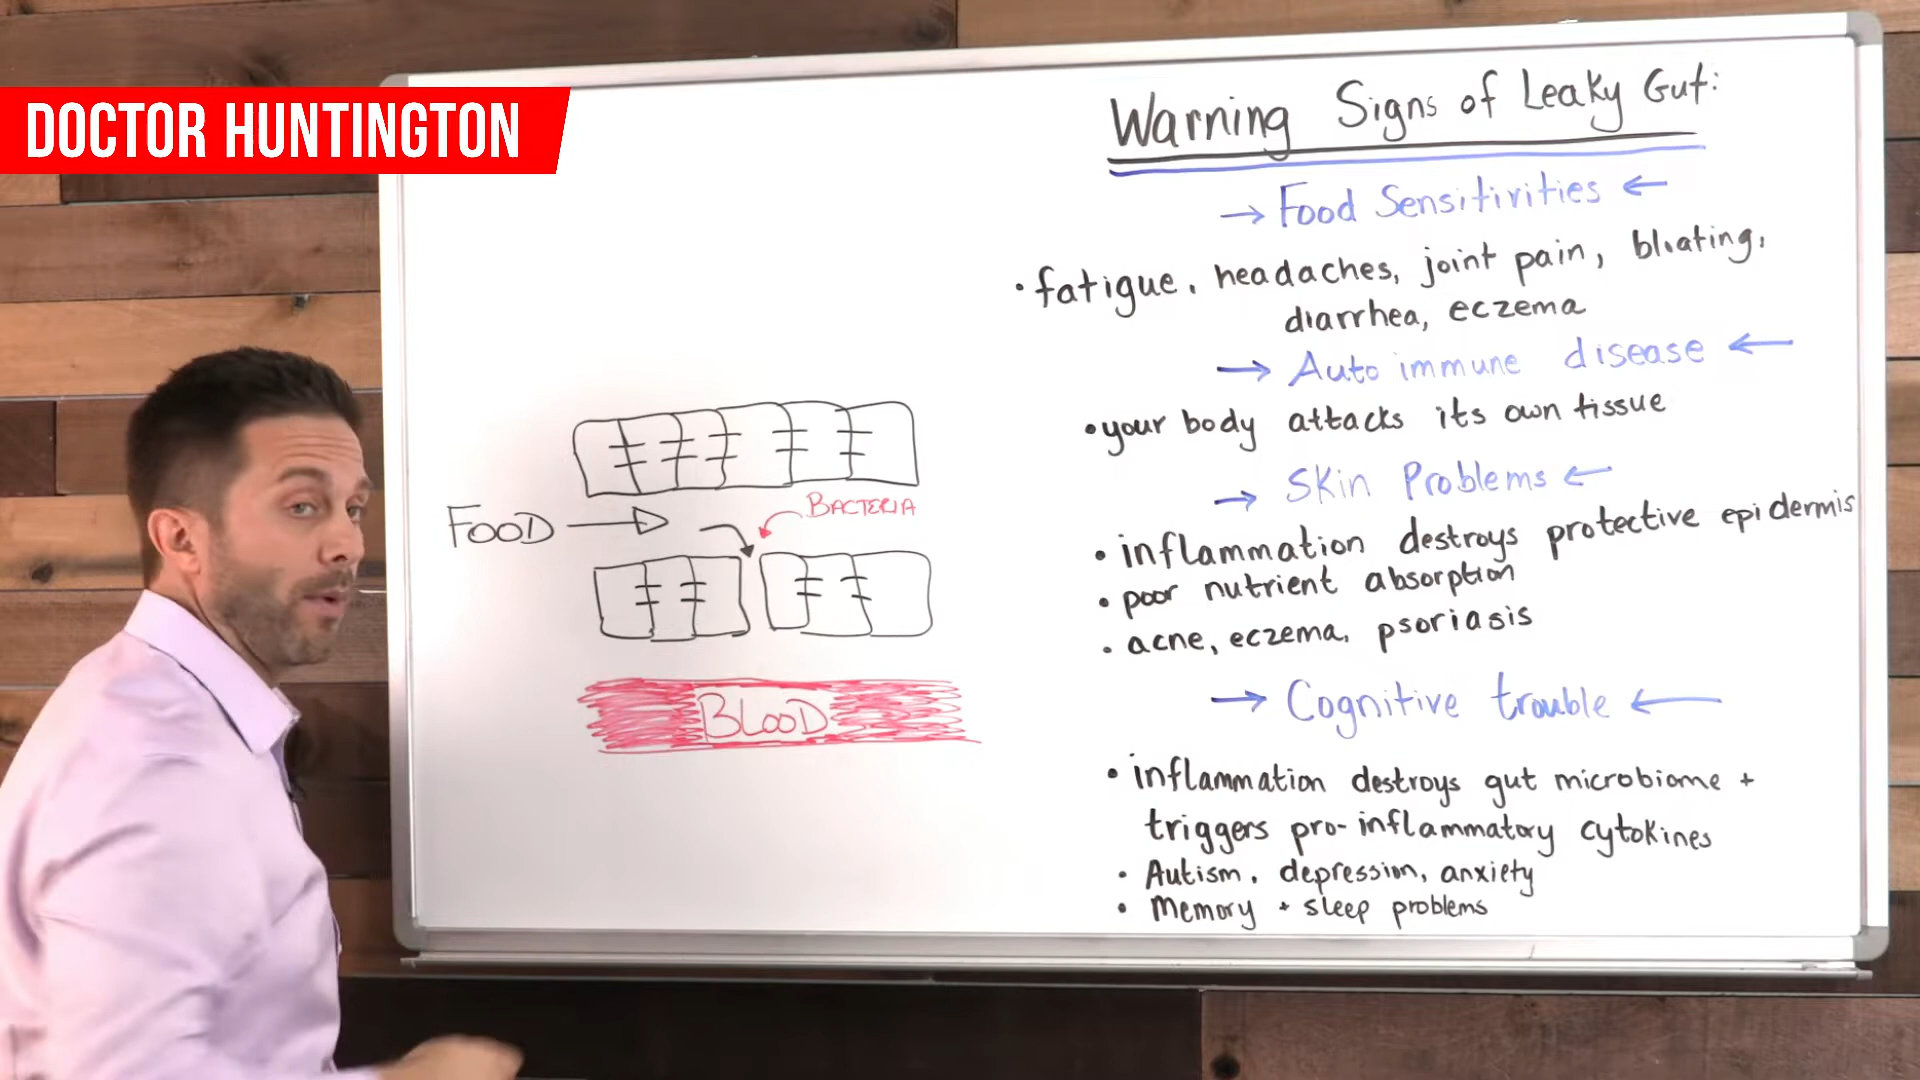 DOCTOR HUNTINGTON
Warning Signs of Leaky Gut:
→ Food Sensitivities ←
• fatigue, headaches, joint pain, bloating,
diarrhea, eczema
→ Auto immune disease ←
• your body attacks its own tissue
→ Skin Problems ←
• inflammation destroys protective epidermis
• poor nutrient absorption
• acne, eczema, psoriasis
→ Cognitive trouble ←
• inflammation destroys gut microbiome +
triggers pro-inflammatory cytokines
• Autism, depression, anxiety
• Memory + sleep problems
BACTERIA
FOOD
BLOOD